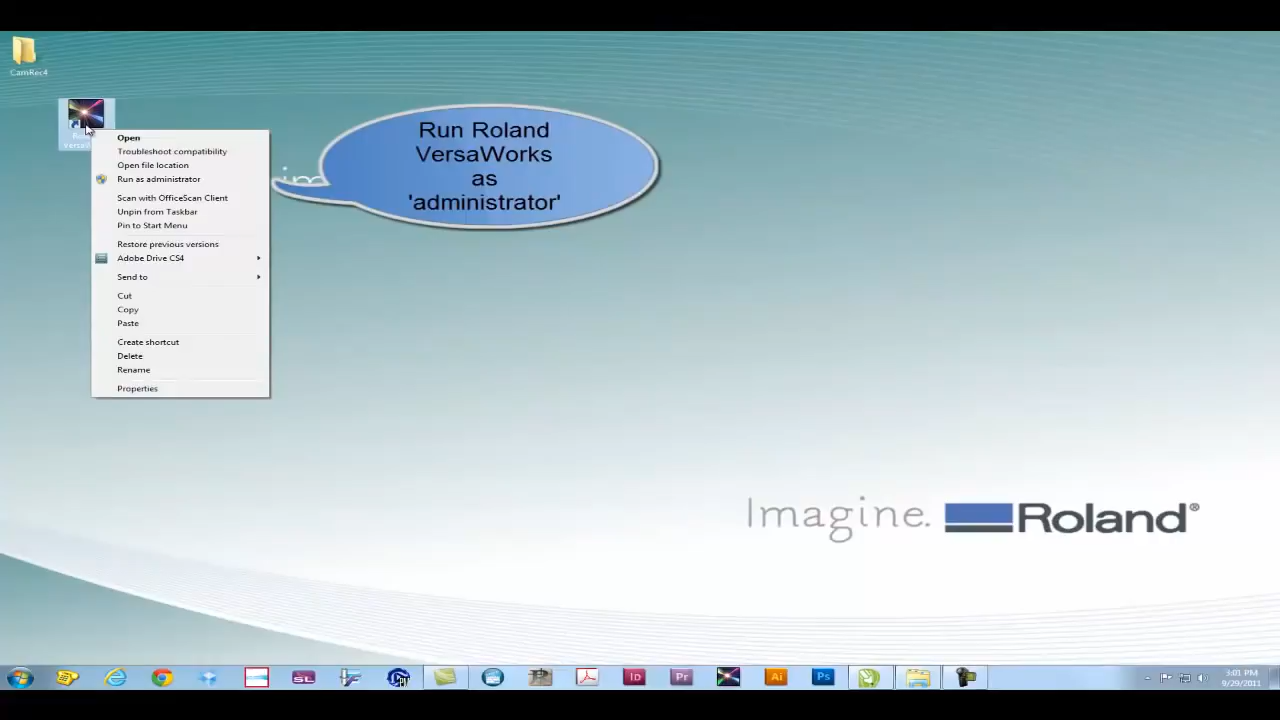 CamRec4
Open
Troubleshoot compatibility
Open file location
Run as administrator
Scan with OfficeScan Client
Unpin from Taskbar
Pin to Start Menu
Restore previous versions
Adobe Drive CS4
Send to
Cut
Copy
Paste
Create shortcut
Delete
Rename
Properties
Run Roland
VersaWorks
as
'administrator'
Imagine. Roland®
SL
Id
Pr
Ai
Ps
3:01 PM
9/29/2011